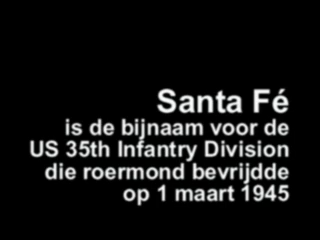 Santa Fé
is de bijnaam voor de
US 35th Infantry Division
die roermond bevrijdde
op 1 maart 1945